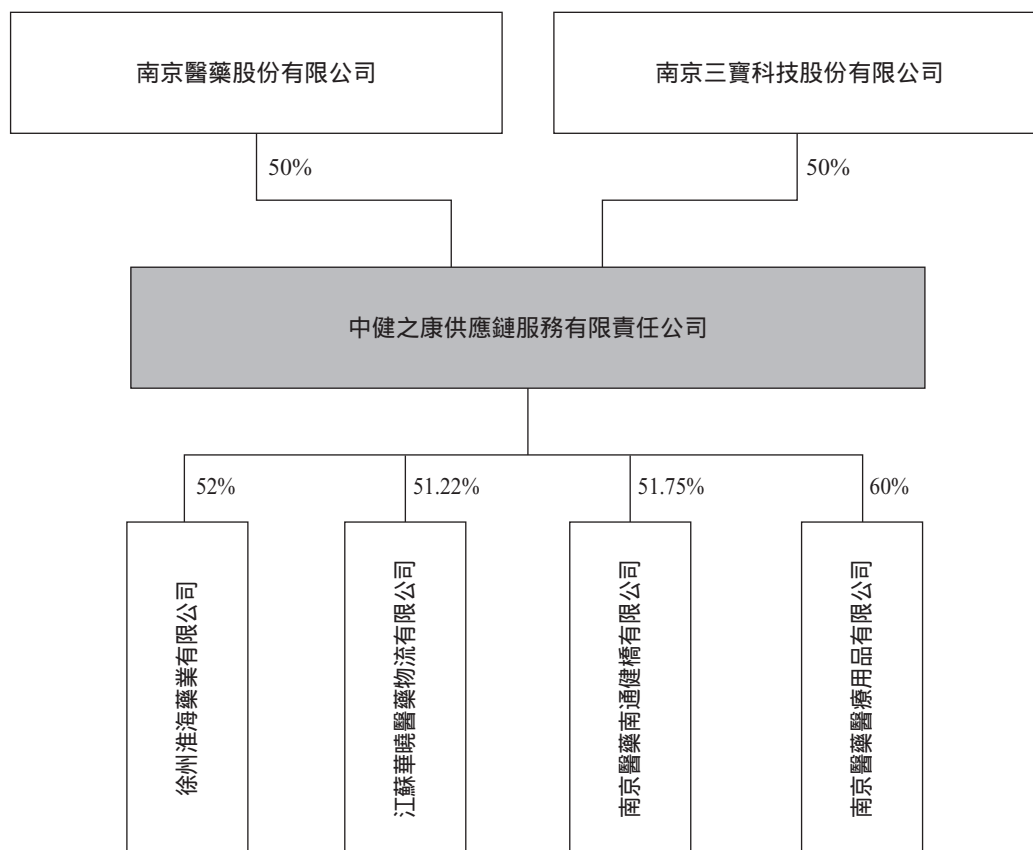 南京醫藥股份有限公司
南京三寶科技股份有限公司
50%
50%
中健之康供應鏈服務有限責任公司
52%
51.22%
51.75%
60%
徐州淮海藥業有限公司
江蘇華曉醫藥物流有限公司
南京醫藥南通健橋有限公司
南京醫藥醫療用品有限公司